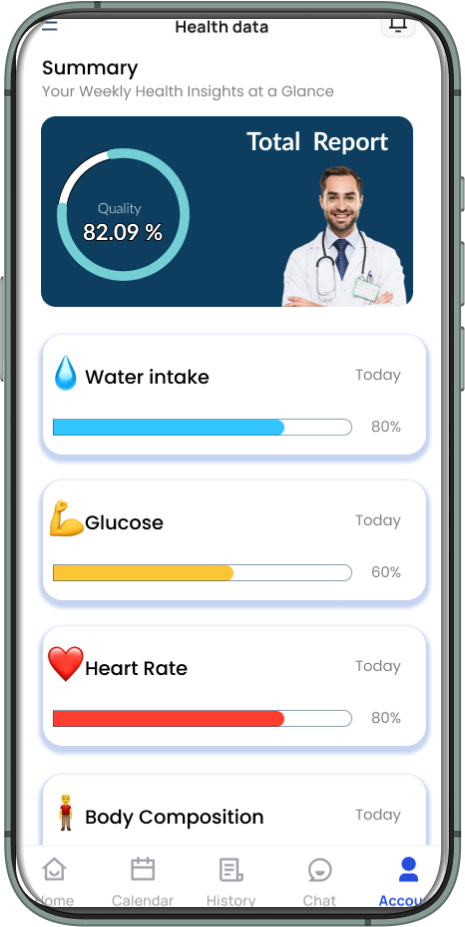 Health data
Summary
Your Weekly Health Insights at a Glance
Total Report
Quality
82.09 %
Water intake
Today
80%
Glucose
Today
60%
Heart Rate
Today
80%
Body Composition
Today
Home Calendar History Chat Accou